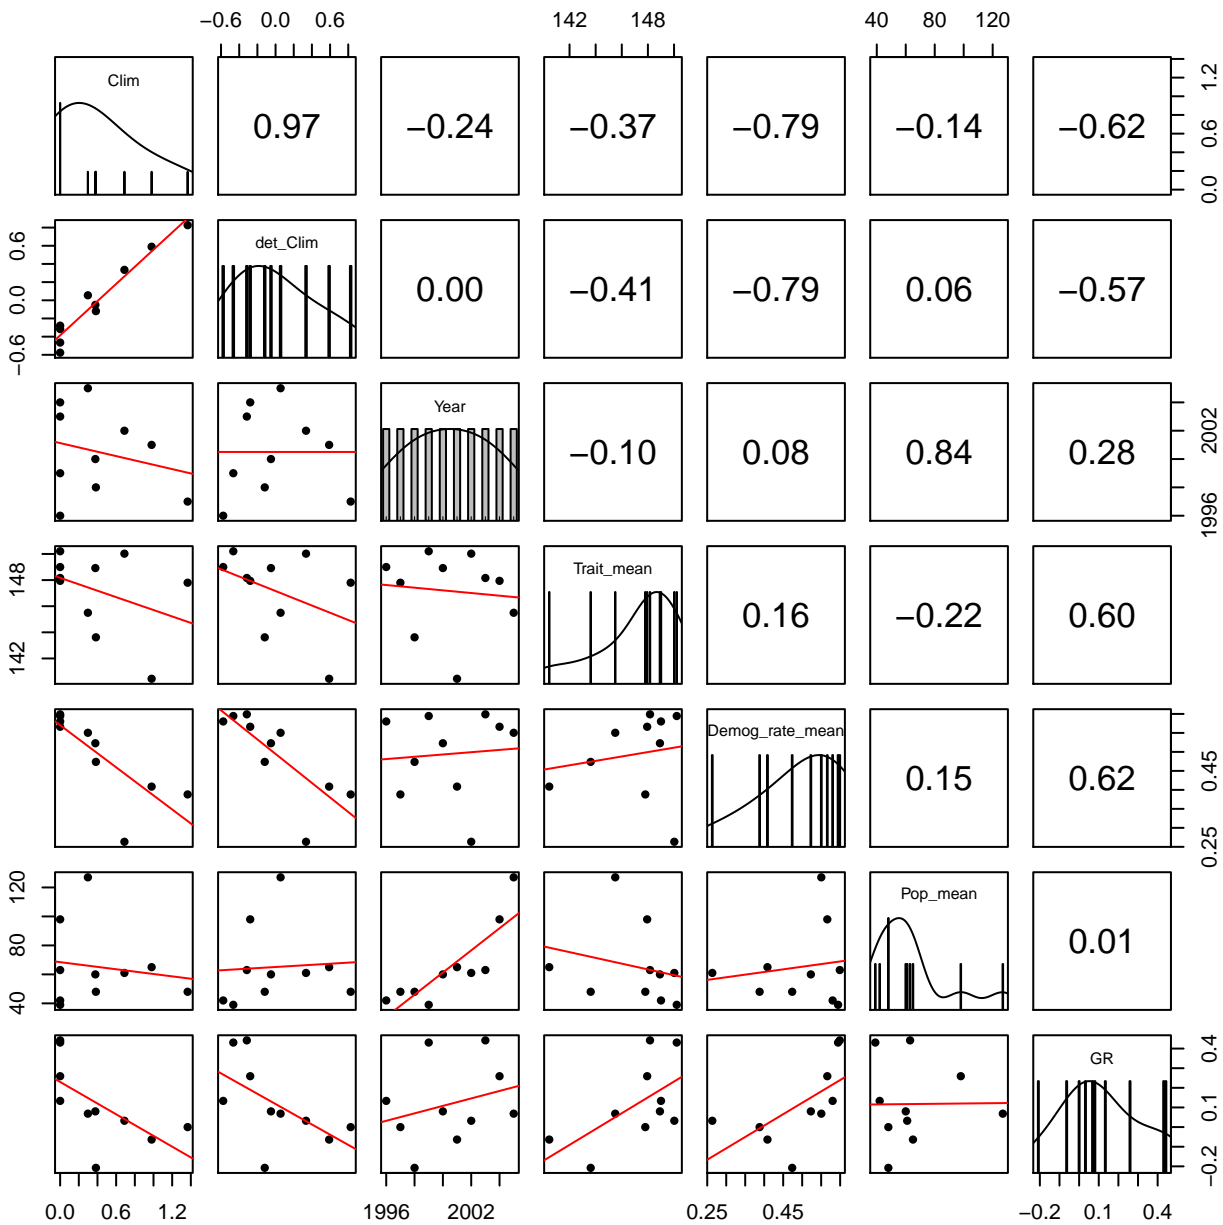 −0.6 0.0 0.6 142 148 40 80 120
Clim 0.97 −0.24 −0.37 −0.79 −0.14 −0.62 0.0 0.6 1.2
−0.6 0.0 0.6 det_Clim 0.00 −0.41 −0.79 0.06 −0.57
Year −0.10 0.08 0.84 0.28 1996 2002
142 148 Trait_mean 0.16 −0.22 0.60
Demog_rate_mean 0.15 0.62 0.25 0.45
40 80 120 Pop_mean 0.01
GR −0.2 0.1 0.4
0.0 0.6 1.2 1996 2002 0.25 0.45 −0.2 0.1 0.4